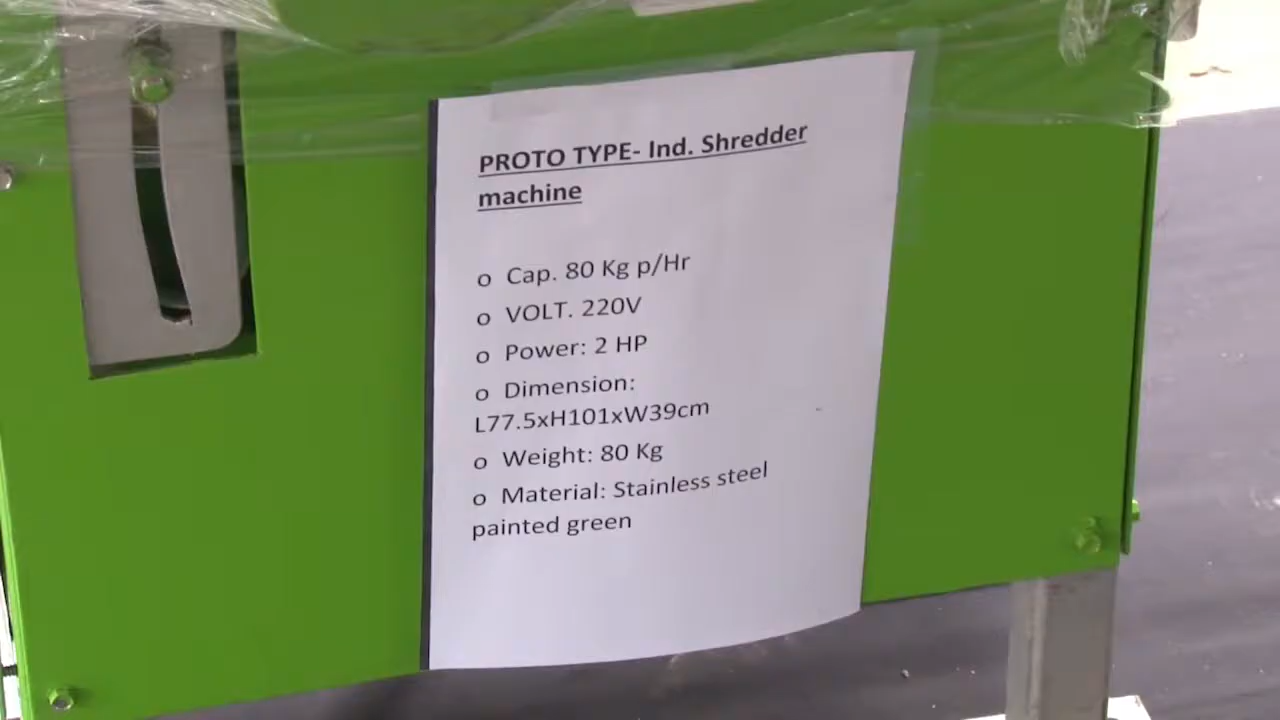 PROTO TYPE- Ind. Shredder
machine
o Cap. 80 Kg p/Hr
o VOLT. 220V
o Power: 2 HP
o Dimension:
L77.5xH101xW39cm
o Weight: 80 Kg
o Material: Stainless steel
painted green